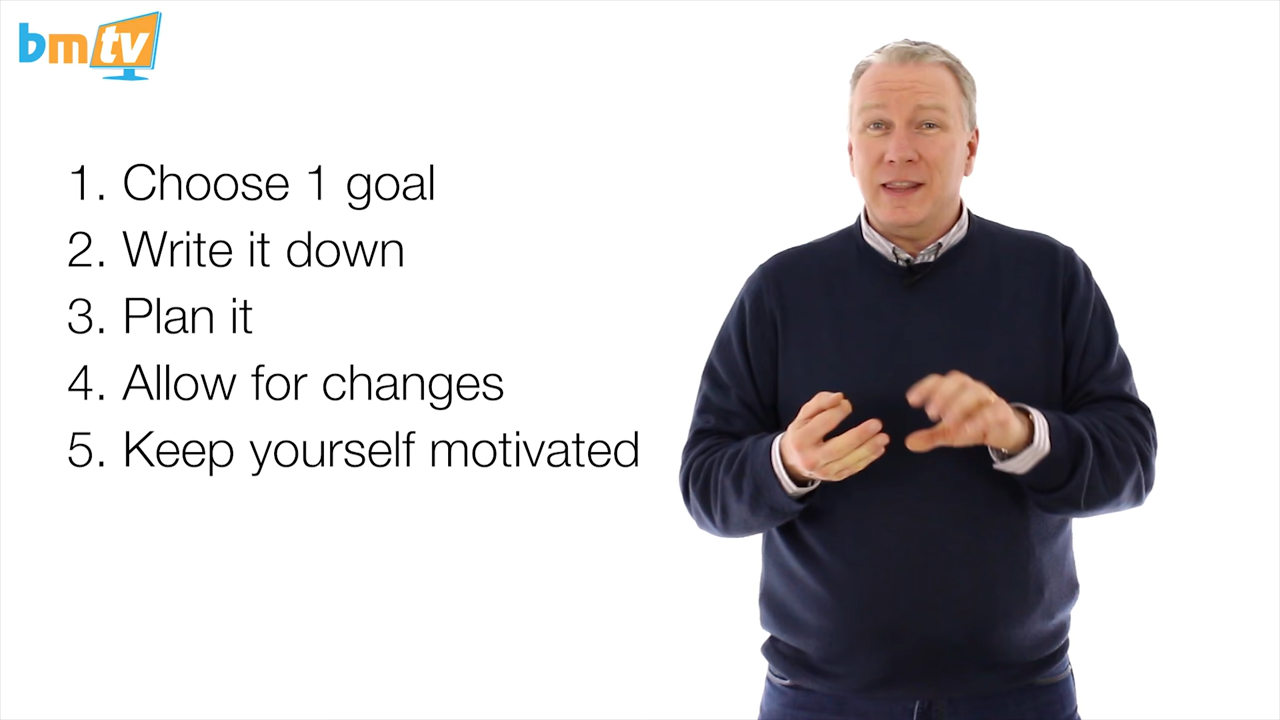 bmtv
1. Choose 1 goal
2. Write it down
3. Plan it
4. Allow for changes
5. Keep yourself motivated